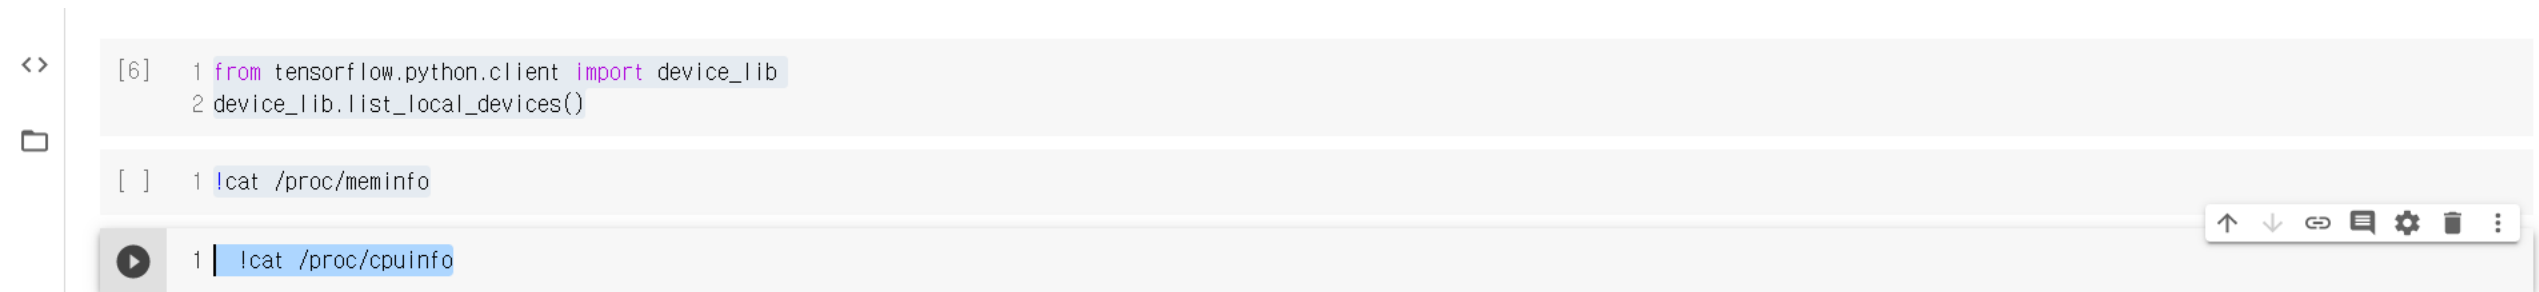 [6] 1 from tensorflow.python.client import device_lib
2 device_lib.list_local_devices()
[ ] 1 !cat /proc/meminfo
1   !cat /proc/cpuinfo